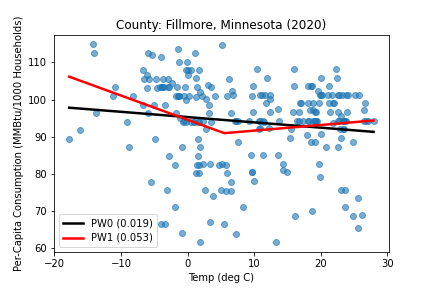 County: Fillmore, Minnesota (2020)
Per-Capita Consumption (MMBtu/1000 Households)
110
100
90
80
70
60
PW0 (0.019)
PW1 (0.053)
−20 −10 0 10 20 30
Temp (deg C)